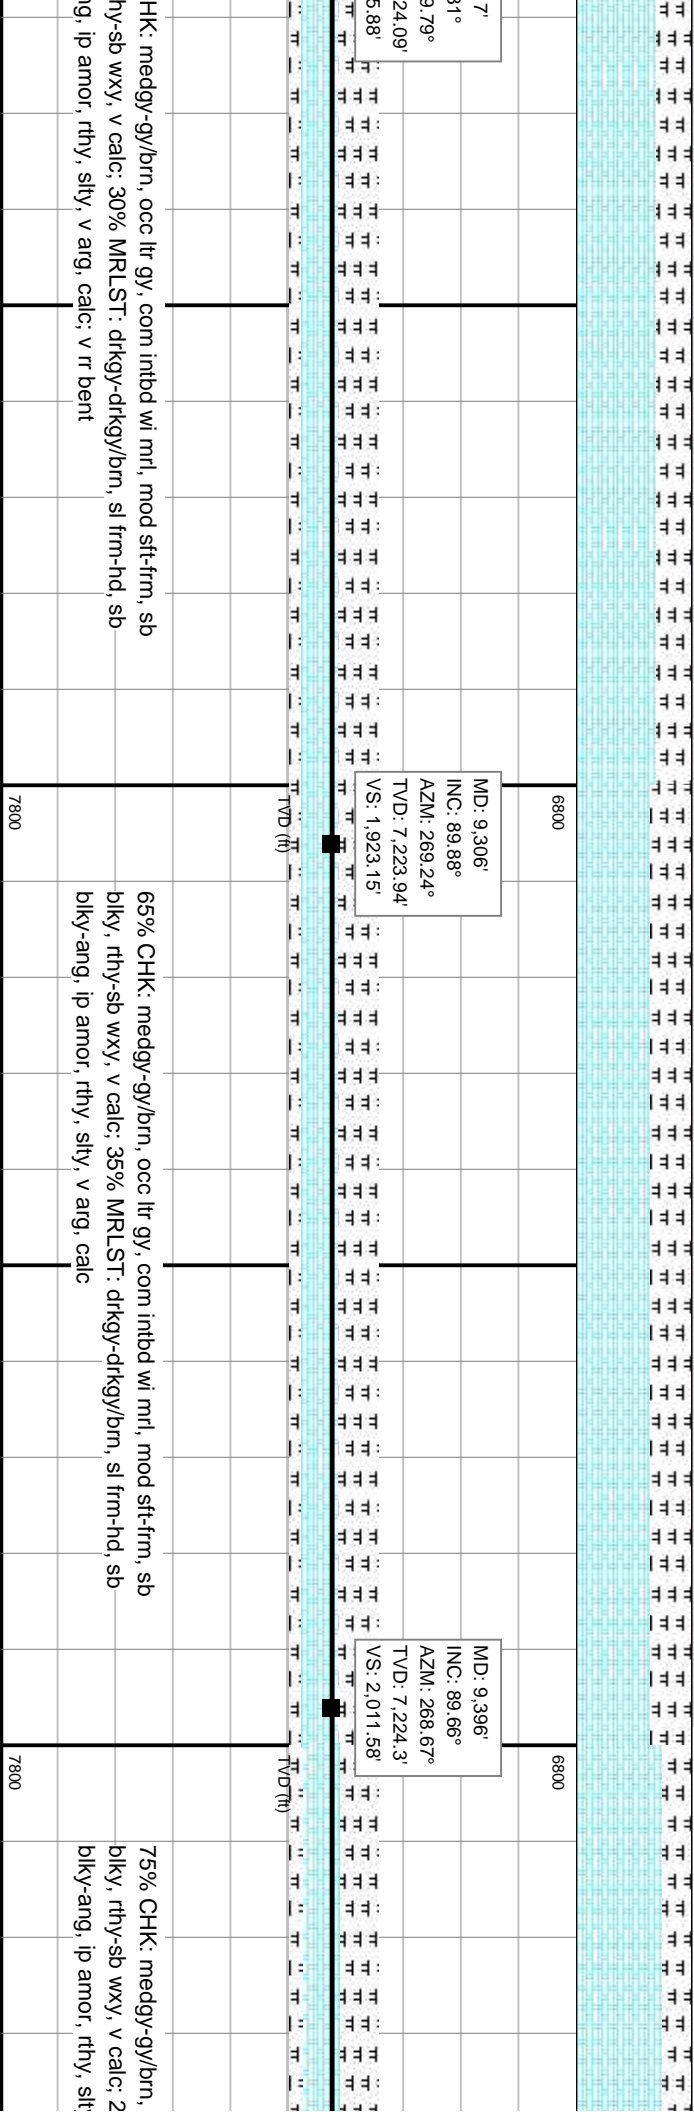 7'
31°
9.79°
24.09'
5.88'
HK: medgy-gy/brn, occ ltr gy, com intbd wi mrl, mod sft-frm, sb
hy-sb wxy, v calc; 30% MRLST: drkgy-drkgy/brn, sl frm-hd, sb
ng, ip amor, rthy, slty, v arg, calc; v rr bent
6800
MD: 9,306'
INC: 89.88°
AZM: 269.24°
TVD: 7,223.94'
VS: 1,923.15'
TVD (ft)
7800
65% CHK: medgy-gy/brn, occ ltr gy, com intbd wi mrl, mod sft-frm, sb
blky, rthy-sb wxy, v calc; 35% MRLST: drkgy-drkgy/brn, sl frm-hd, sb
blky-ang, ip amor, rthy, slty, v arg, calc
MD: 9,396'
INC: 89.66°
AZM: 268.67°
TVD: 7,224.3'
VS: 2,011.58'
6800
TVD (ft)
7800
75% CHK: medgy-gy/brn,
blky, rthy-sb wxy, v calc; 2
blky-ang, ip amor, rthy, slt